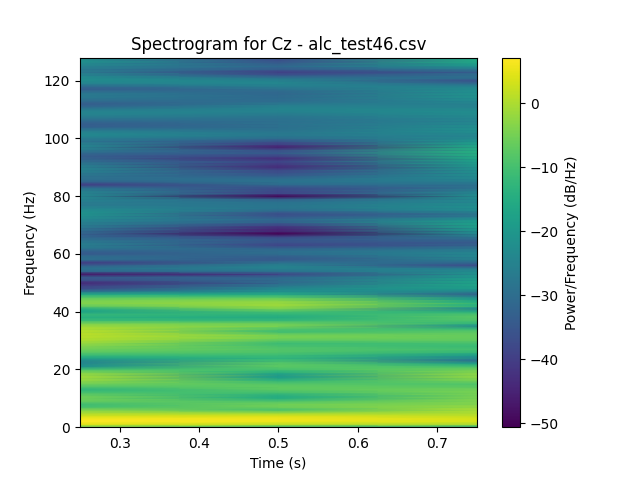 Spectrogram for Cz - alc_test46.csv
Frequency (Hz)
120
100
80
60
40
20
0
0.3 0.4 0.5 0.6 0.7
Time (s)
0
−10
−20
−30
−40
−50
Power/Frequency (dB/Hz)